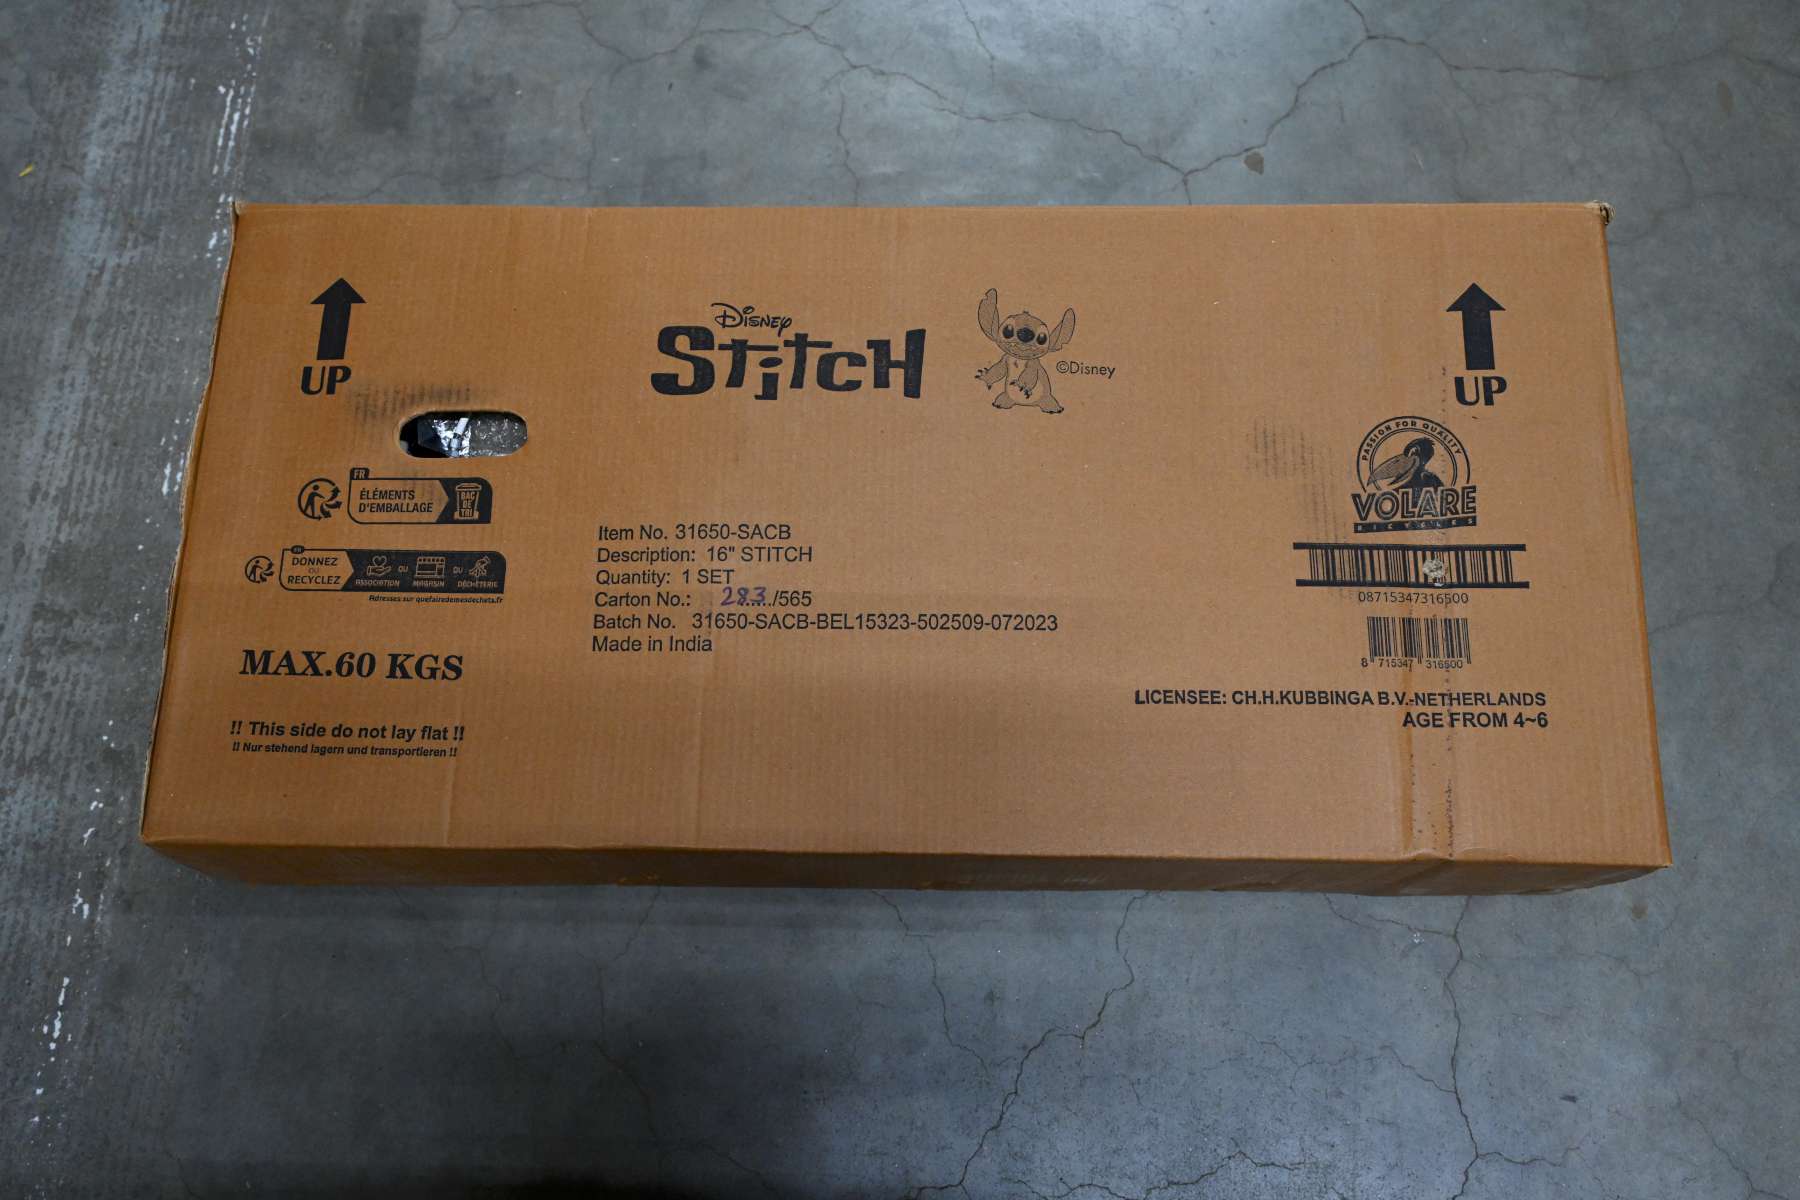 UP
Disney
Stitch
©Disney
UP
PASSION FOR QUALITY
VOLARE
BICYCLES
FR
ÉLÉMENTS
D'EMBALLAGE
BAC
DE
TRI
FR
DONNEZ
OU
RECYCLEZ
ASSOCIATION OU MAGASIN OU DÉCHÈTERIE
Adresses sur quefairedemesdechets.fr
Item No. 31650-SACB
Description: 16" STITCH
Quantity: 1 SET
Carton No.: 283/565
Batch No. 31650-SACB-BEL15323-502509-072023
Made in India
08715347316500
8 715347 316500
MAX.60 KGS
LICENSEE: CH.H.KUBBINGA B.V.-NETHERLANDS
AGE FROM 4~6
!! This side do not lay flat !!
!! Nur stehend lagern und transportieren !!